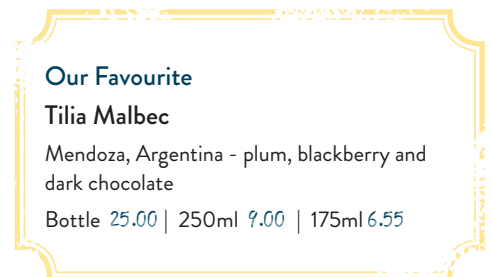 Our Favourite
Tilia Malbec
Mendoza, Argentina - plum, blackberry and
dark chocolate
Bottle 25.00 | 250ml 9.00 | 175ml 6.55